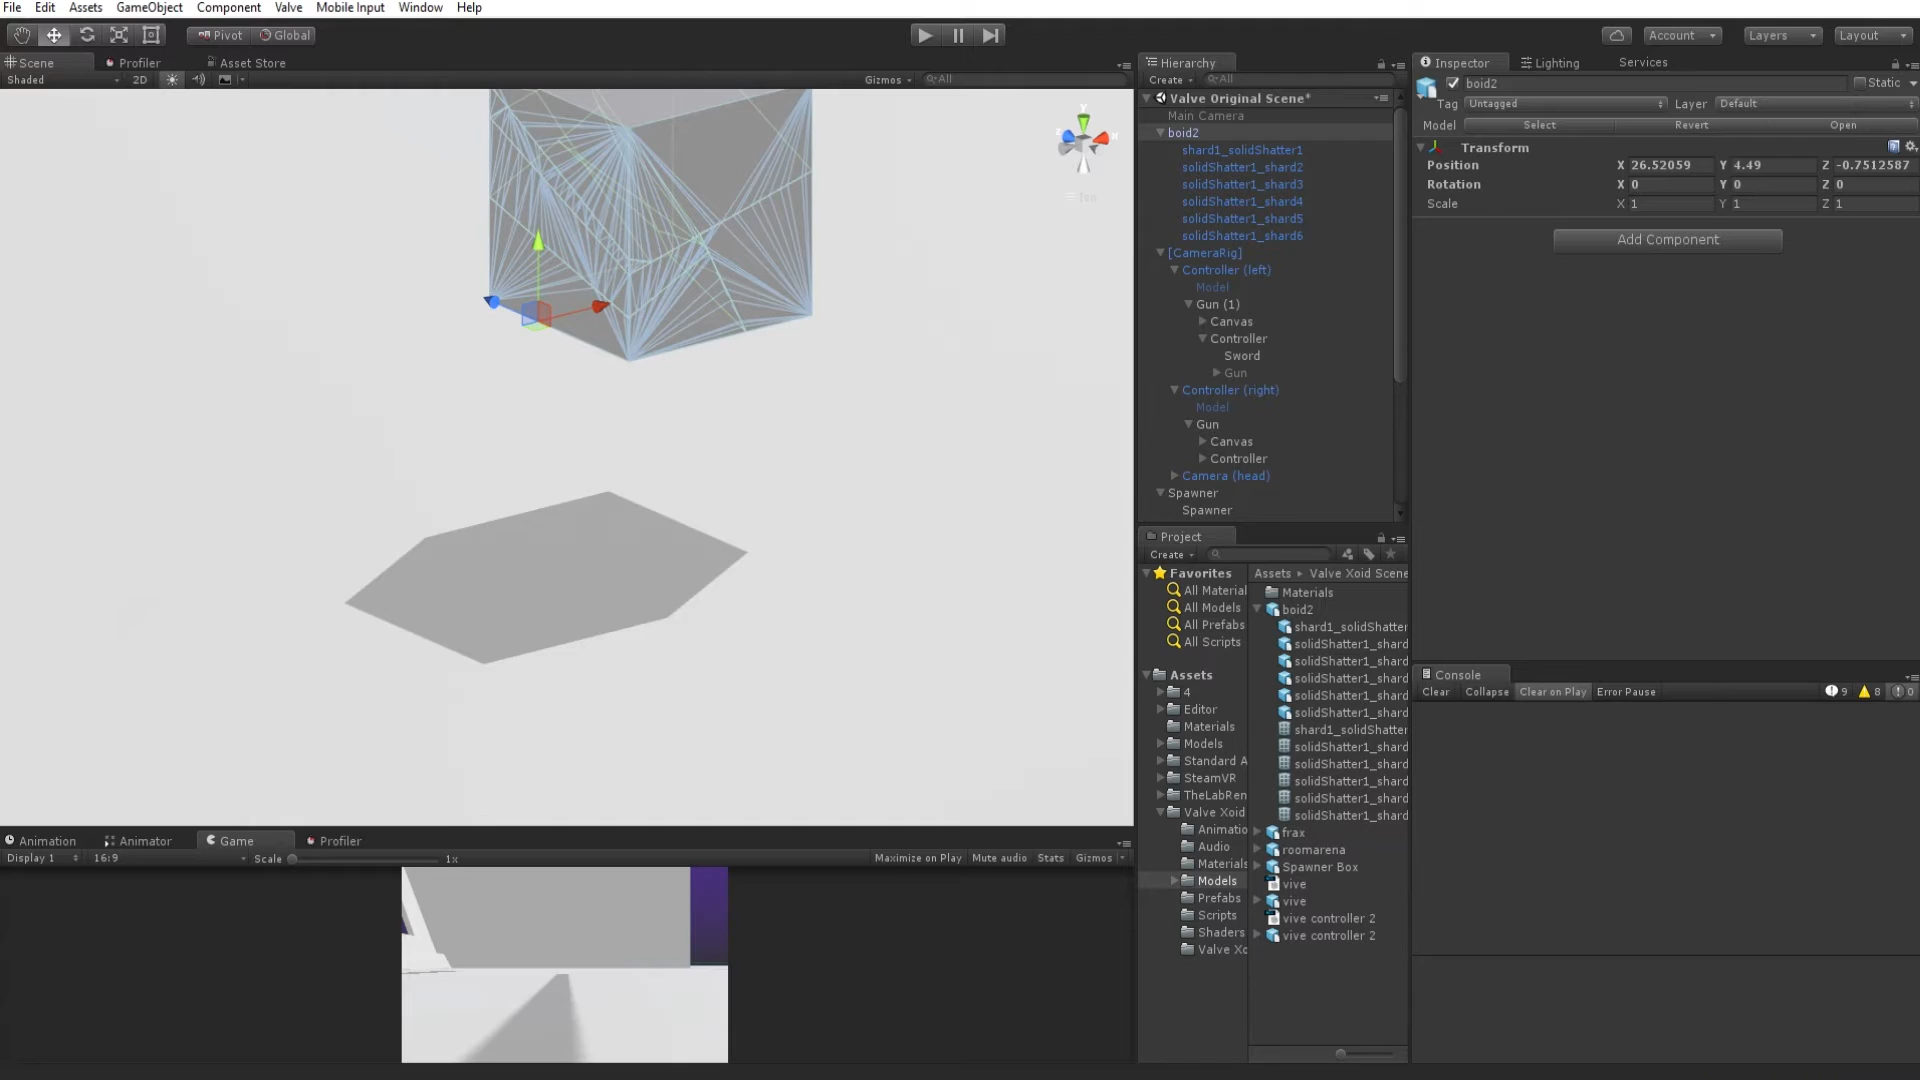 File Edit Assets GameObject Component Valve Mobile Input Window Help
Pivot Global Account Layers Layout
Scene Profiler Asset Store
Shaded 2D Gizmos All
Hierarchy
Create All
Valve Original Scene*
Main Camera
boid2
shard1_solidShatter1
solidShatter1_shard2
solidShatter1_shard3
solidShatter1_shard4
solidShatter1_shard5
solidShatter1_shard6
[CameraRig]
Controller (left)
Model
Gun (1)
Canvas
Controller
Sword
Gun
Controller (right)
Model
Gun
Canvas
Controller
Camera (head)
Spawner
Spawner
Inspector Lighting Services
boid2 Static
Tag Untagged Layer Default
Model Select Revert Open
Transform
Position X 26.52059 Y 4.49 Z -0.7512587
Rotation X 0 Y 0 Z 0
Scale X 1 Y 1 Z 1
Add Component
y
x
z
Iso
Project
Create
Favorites
All Material
All Models
All Prefabs
All Scripts
Assets
4
Editor
Materials
Models
Standard A
SteamVR
TheLabRen
Valve Xoid
Animatio
Audio
Materials
Models
Prefabs
Scripts
Shaders
Valve Xo
Assets Valve Xoid Scene
Materials
boid2
shard1_solidShatter
solidShatter1_shard
solidShatter1_shard
solidShatter1_shard
solidShatter1_shard
solidShatter1_shard
shard1_solidShatter
solidShatter1_shard
solidShatter1_shard
solidShatter1_shard
solidShatter1_shard
solidShatter1_shard
frax
roomarena
Spawner Box
vive
vive
vive controller 2
vive controller 2
Console
Clear Collapse Clear on Play Error Pause 9 8 0
Animation Animator Game Profiler
Display 1 16:9 Scale 1x Maximize on Play Mute audio Stats Gizmos